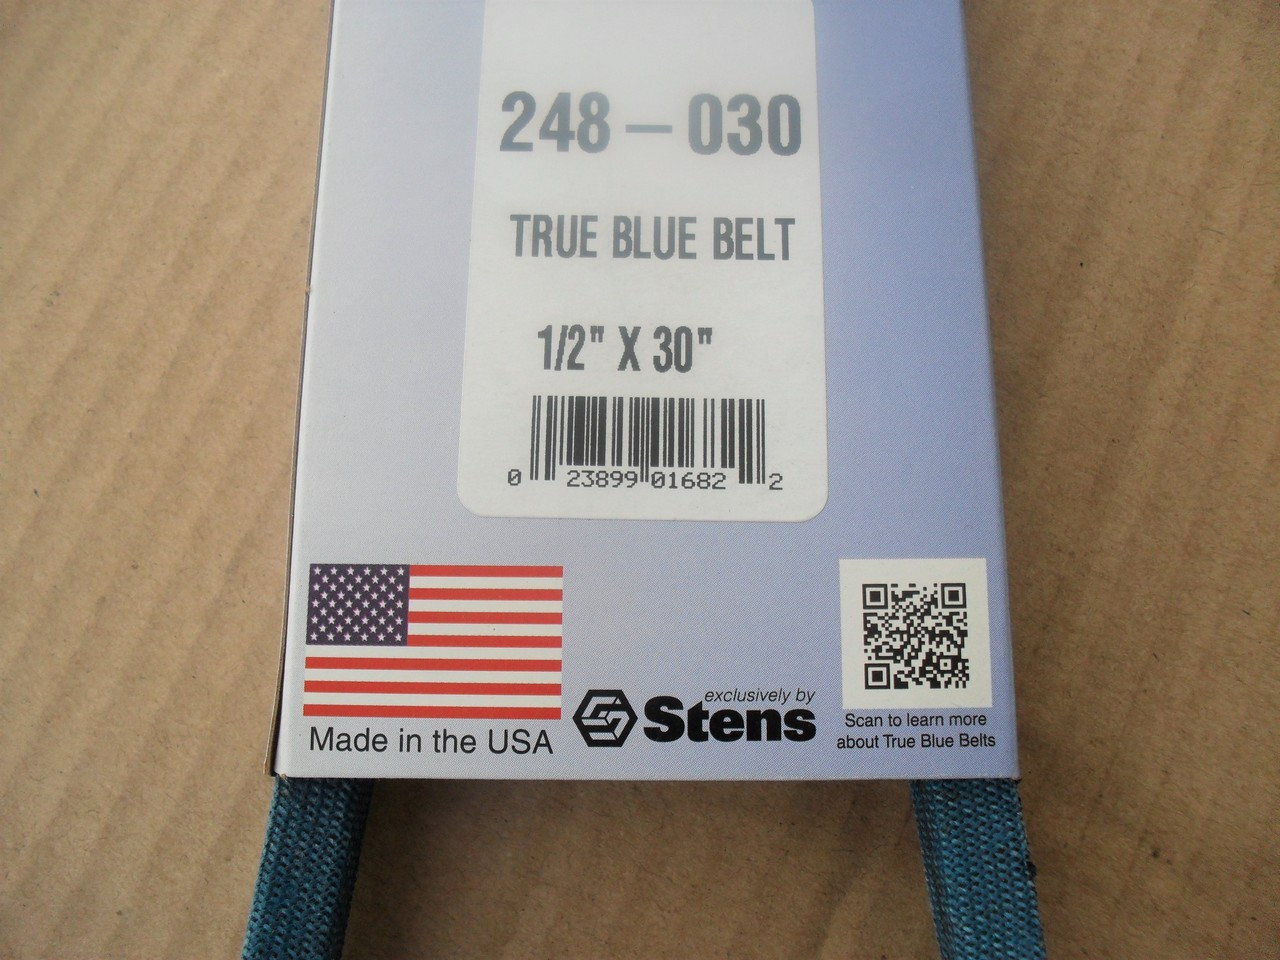 248-030
TRUE BLUE BELT
1/2" X 30"
0 23899 01682 2
Made in the USA
exclusively by
Stens
Scan to learn more
about True Blue Belts